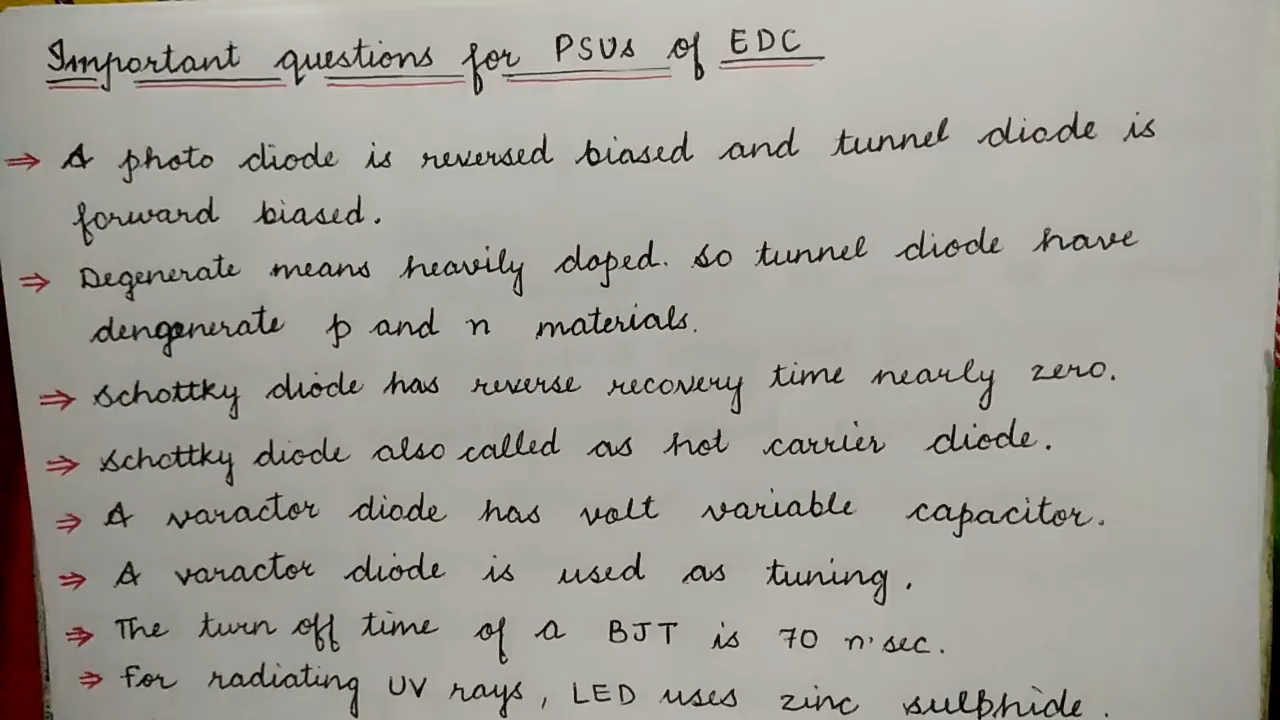 Important questions for PSUs of EDC
⇒ A photo diode is reversed biased and tunnel diode is
forward biased.
⇒ Degenerate means heavily doped. so tunnel diode have
dengenerate p and n materials.
⇒ schottky diode has reverse recovery time nearly zero.
⇒ schottky diode also called as hot carrier diode.
⇒ A varactor diode has volt variable capacitor.
⇒ A varactor diode is used as tuning.
⇒ The turn off time of a BJT is 70 n·sec.
⇒ For radiating UV rays, LED uses zinc sulphide.